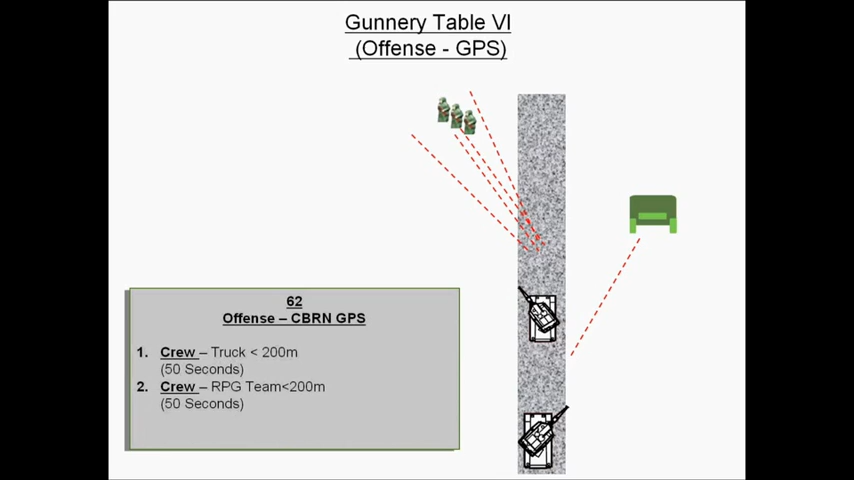 Gunnery Table VI
(Offense - GPS)
62
Offense – CBRN GPS
1. Crew – Truck < 200m
(50 Seconds)
2. Crew – RPG Team<200m
(50 Seconds)